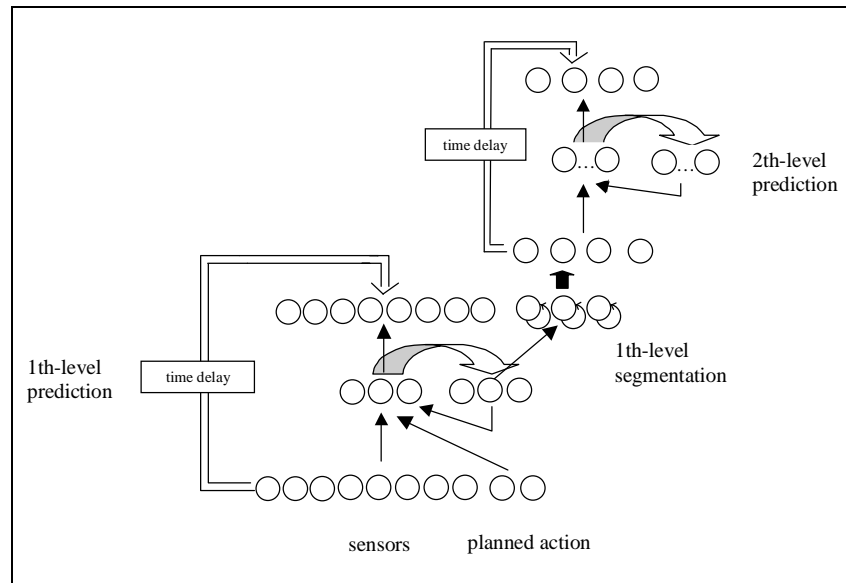 time delay
2th-level
prediction
1th-level
segmentation
1th-level
prediction
time delay
sensors
planned action